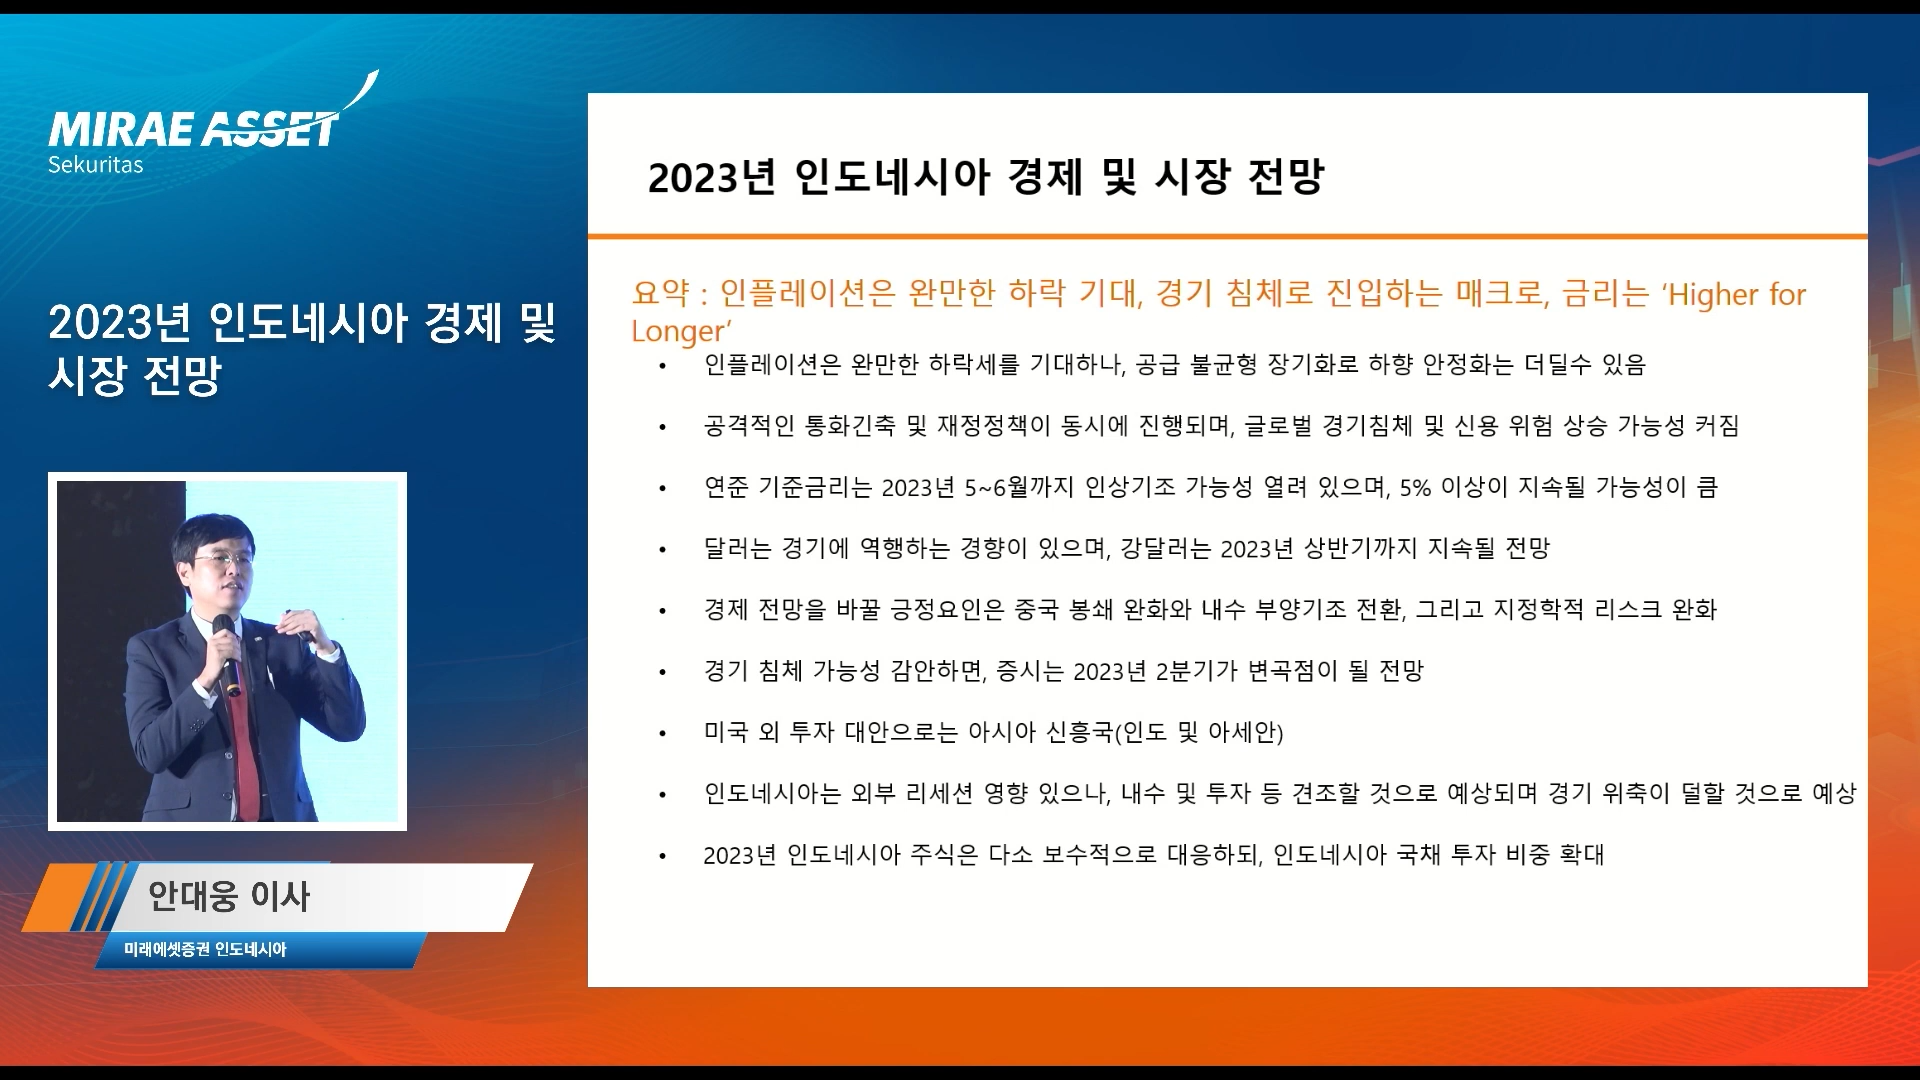 MIRAE ASSET
Sekuritas
2023년 인도네시아 경제 및
시장 전망
안대웅 이사
미래에셋증권 인도네시아
2023년 인도네시아 경제 및 시장 전망
요약 : 인플레이션은 완만한 하락 기대, 경기 침체로 진입하는 매크로, 금리는 ‘Higher for
Longer’
• 인플레이션은 완만한 하락세를 기대하나, 공급 불균형 장기화로 하향 안정화는 더딜수 있음
• 공격적인 통화긴축 및 재정정책이 동시에 진행되며, 글로벌 경기침체 및 신용 위험 상승 가능성 커짐
• 연준 기준금리는 2023년 5~6월까지 인상기조 가능성 열려 있으며, 5% 이상이 지속될 가능성이 큼
• 달러는 경기에 역행하는 경향이 있으며, 강달러는 2023년 상반기까지 지속될 전망
• 경제 전망을 바꿀 긍정요인은 중국 봉쇄 완화와 내수 부양기조 전환, 그리고 지정학적 리스크 완화
• 경기 침체 가능성 감안하면, 증시는 2023년 2분기가 변곡점이 될 전망
• 미국 외 투자 대안으로는 아시아 신흥국(인도 및 아세안)
• 인도네시아는 외부 리세션 영향 있으나, 내수 및 투자 등 견조할 것으로 예상되며 경기 위축이 덜할 것으로 예상
• 2023년 인도네시아 주식은 다소 보수적으로 대응하되, 인도네시아 국채 투자 비중 확대